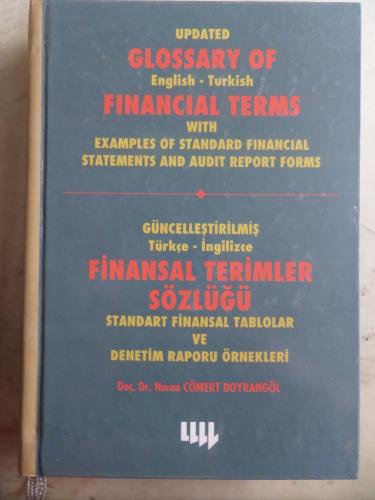 UPDATED
GLOSSARY OF
English - Turkish
FINANCIAL TERMS
WITH
EXAMPLES OF STANDARD FINANCIAL
STATEMENTS AND AUDIT REPORT FORMS
GÜNCELLEŞTİRİLMİŞ
Türkçe - İngilizce
FİNANSAL TERİMLER
SÖZLÜĞÜ
STANDART FİNANSAL TABLOLAR
VE
DENETİM RAPORU ÖRNEKLERİ
Doç. Dr. Nuran CÖMERT DOYRANGÖL